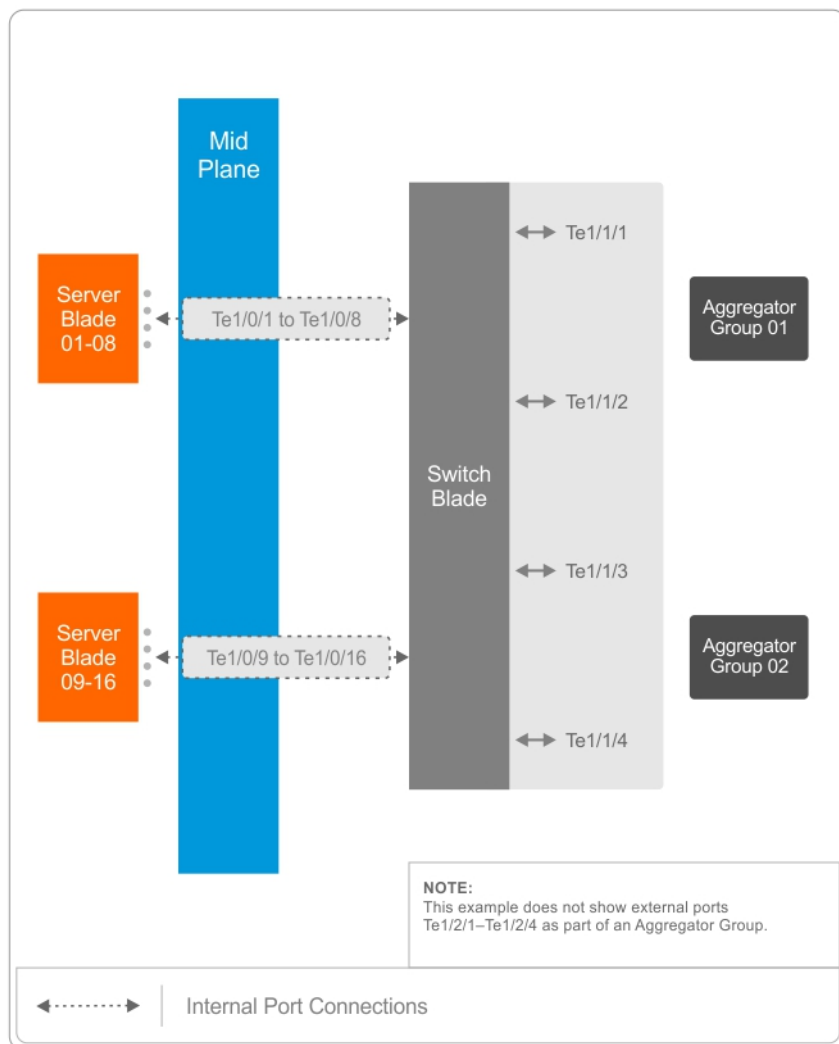 Mid
Plane
Te1/1/1
Server
Blade
01-08
Te1/0/1 to Te1/0/8
Aggregator
Group 01
Te1/1/2
Switch
Blade
Te1/1/3
Server
Blade
09-16
Te1/0/9 to Te1/0/16
Aggregator
Group 02
Te1/1/4
NOTE:
This example does not show external ports
Te1/2/1–Te1/2/4 as part of an Aggregator Group.
Internal Port Connections